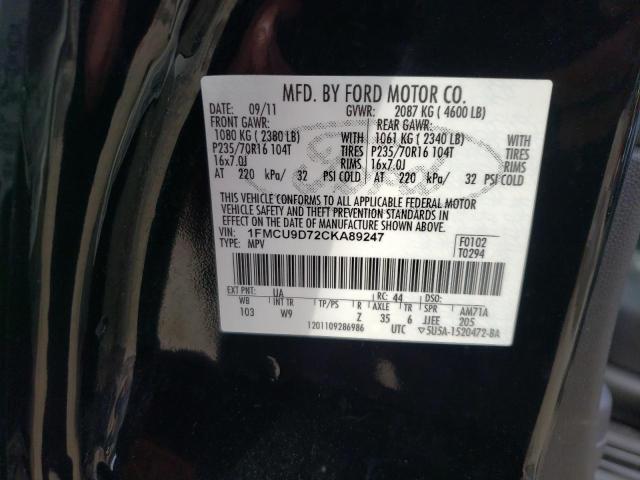 MFD. BY FORD MOTOR CO.
DATE: 09/11 GVWR: 2087 KG ( 4600 LB)
FRONT GAWR: REAR GAWR:
1080 KG ( 2380 LB) 1061 KG ( 2340 LB) WITH
P235/70R16 104T TIRES P235/70R16 104T TIRES
16x7.0J RIMS 16x7.0J RIMS
AT 220 kPa/ 32 PSI COLD AT 220 kPa/ 32 PSI COLD
Ford
THIS VEHICLE CONFORMS TO ALL APPLICABLE FEDERAL MOTOR
VEHICLE SAFETY AND THEFT PREVENTION STANDARDS IN
EFFECT ON THE DATE OF MANUFACTURE SHOWN ABOVE.
VIN: 1FMCU9D72CKA89247 F0102
TYPE: MPV T0294
EXT PNT: UA RC: 44 DSO:
WB INT TR TP/PS R AXLE TR SPR AM71A
103 W9 Z 35 6 JJEE 205
1201109286986 UTC ▽5U5A-1520472-BA